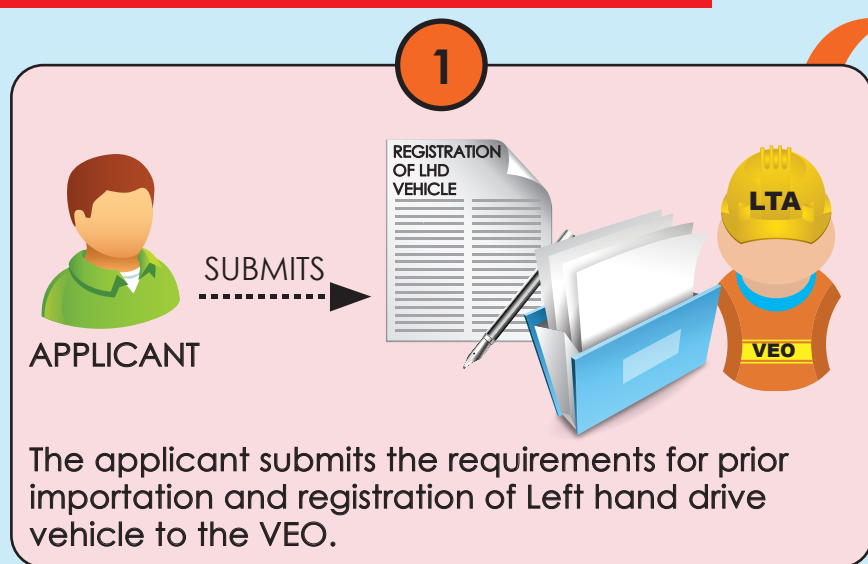 1
REGISTRATION
OF LHD
VEHICLE
LTA
SUBMITS
VEO
APPLICANT
The applicant submits the requirements for prior
importation and registration of Left hand drive
vehicle to the VEO.